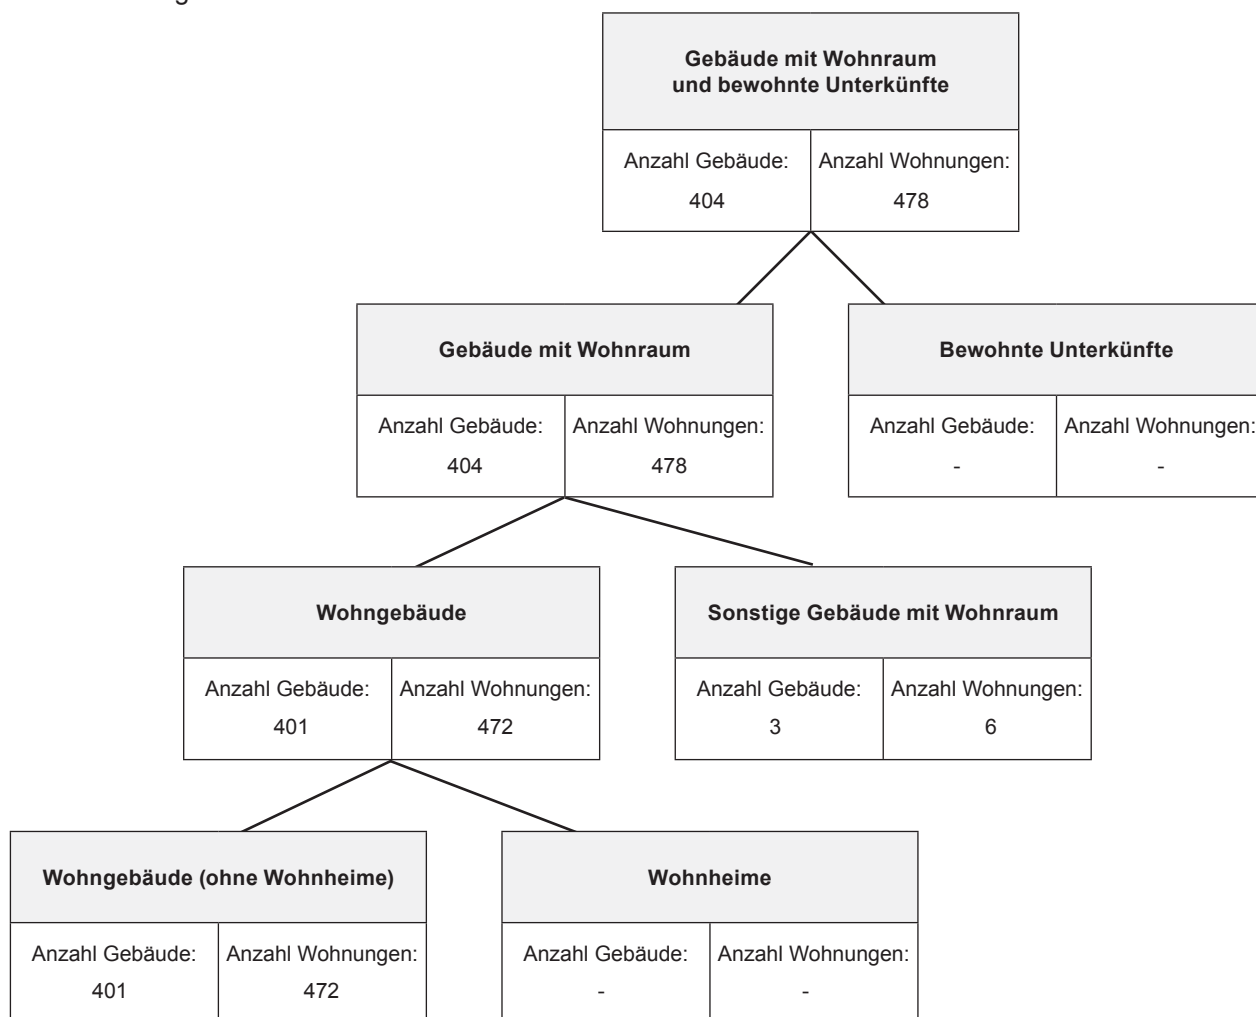 Gebäude mit Wohnraum
und bewohnte Unterkünfte
Anzahl Gebäude: Anzahl Wohnungen:
404 478
Gebäude mit Wohnraum Bewohnte Unterkünfte
Anzahl Gebäude: Anzahl Wohnungen: Anzahl Gebäude: Anzahl Wohnungen:
404 478 - -
Wohngebäude Sonstige Gebäude mit Wohnraum
Anzahl Gebäude: Anzahl Wohnungen: Anzahl Gebäude: Anzahl Wohnungen:
401 472 3 6
Wohngebäude (ohne Wohnheime) Wohnheime
Anzahl Gebäude: Anzahl Wohnungen: Anzahl Gebäude: Anzahl Wohnungen:
401 472 - -